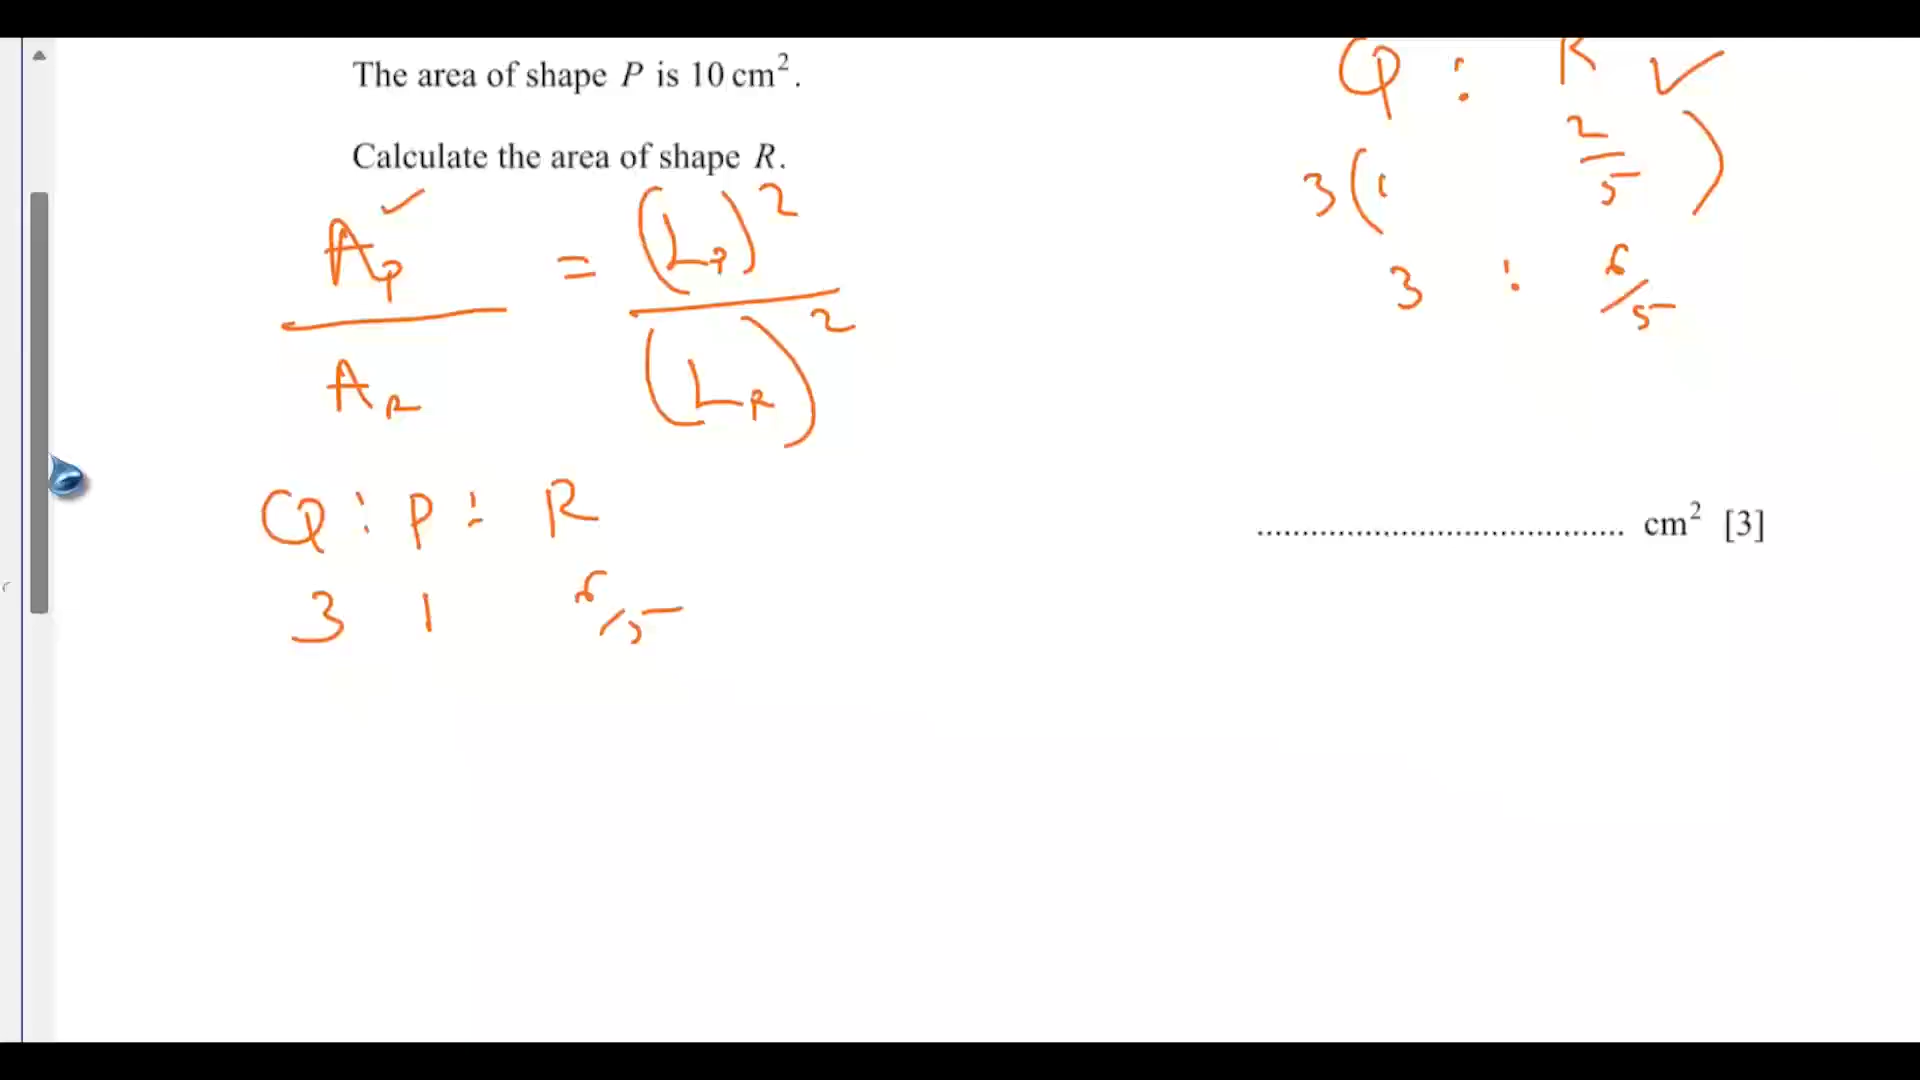 The area of shape P is 10 cm².
Q : R ✓
Calculate the area of shape R.
3(1 2/5)
A_P ✓ / A_R = (L_P)² / (L_R)²
3 : 6/5
Q : P : R
3 1 6/5
........................................ cm² [3]